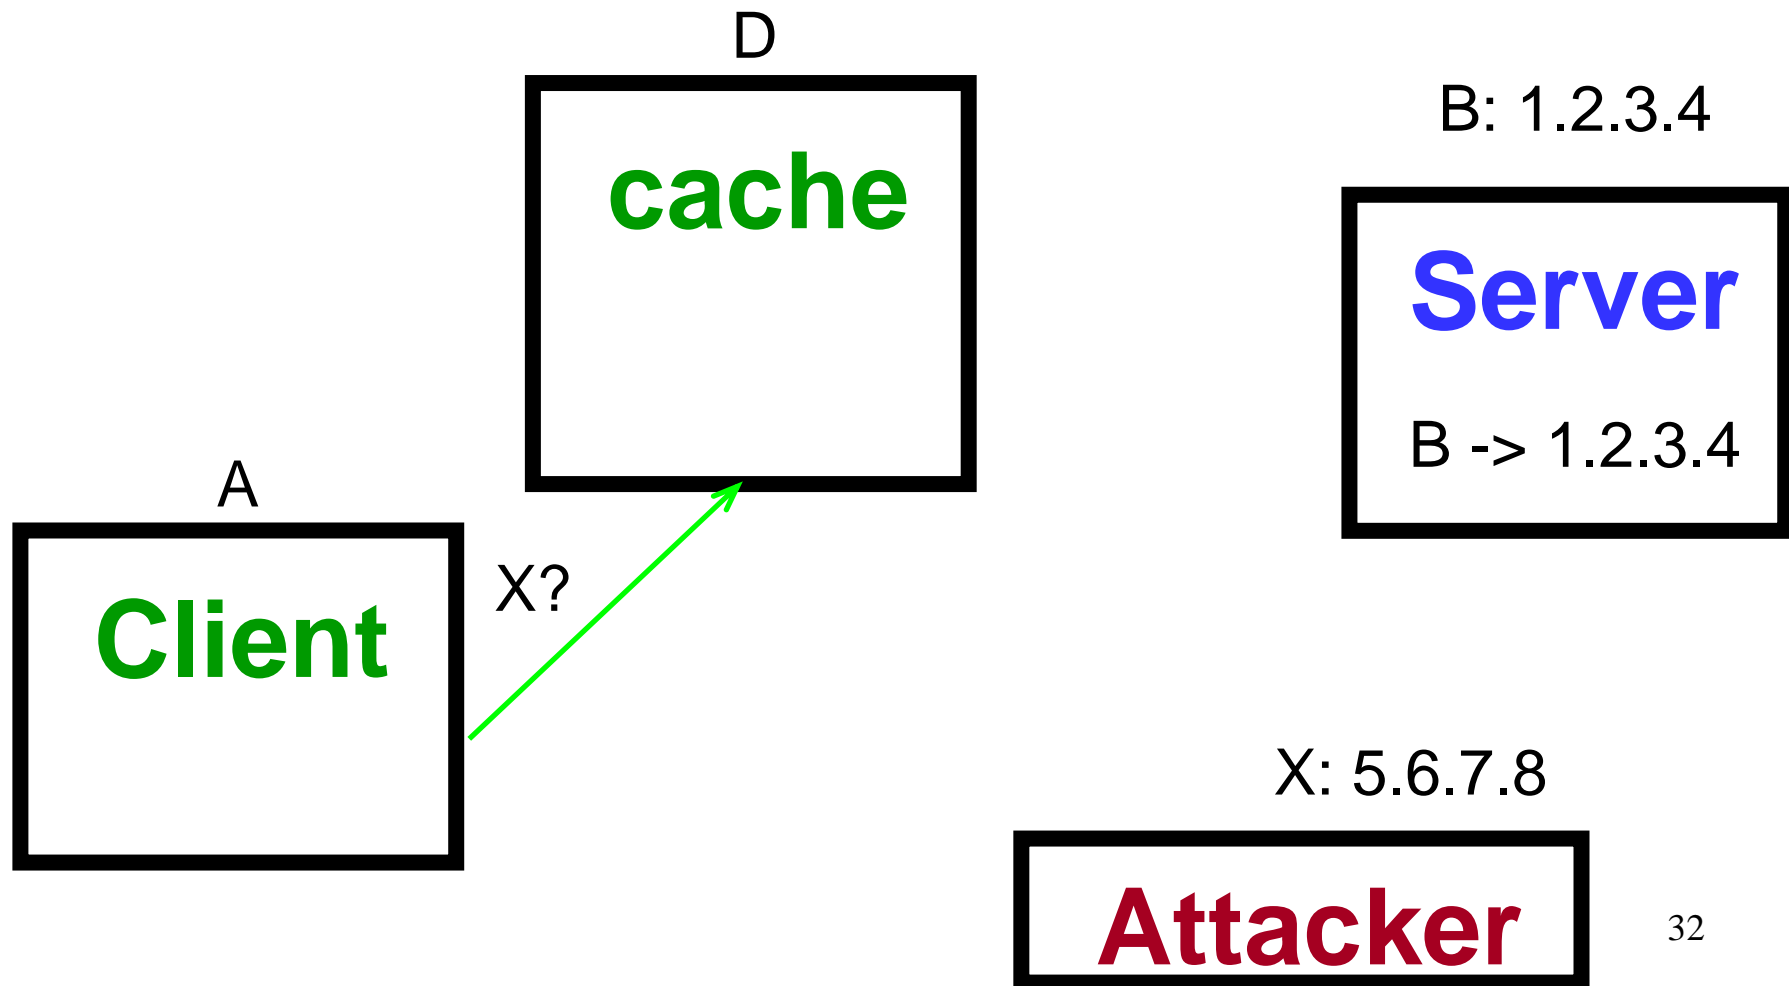 D
cache
B: 1.2.3.4
Server
B -> 1.2.3.4
A
Client
X?
X: 5.6.7.8
Attacker
32